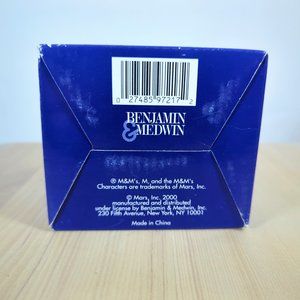 0 27485 97217 2
BENJAMIN
& MEDWIN
® M&M's, M, and the M&M's
Characters are trademarks of Mars, Inc.
© Mars, Inc. 2000
manufactured and distributed
under license by Benjamin & Medwin, Inc.
230 Fifth Avenue, New York, NY 10001
Made in China